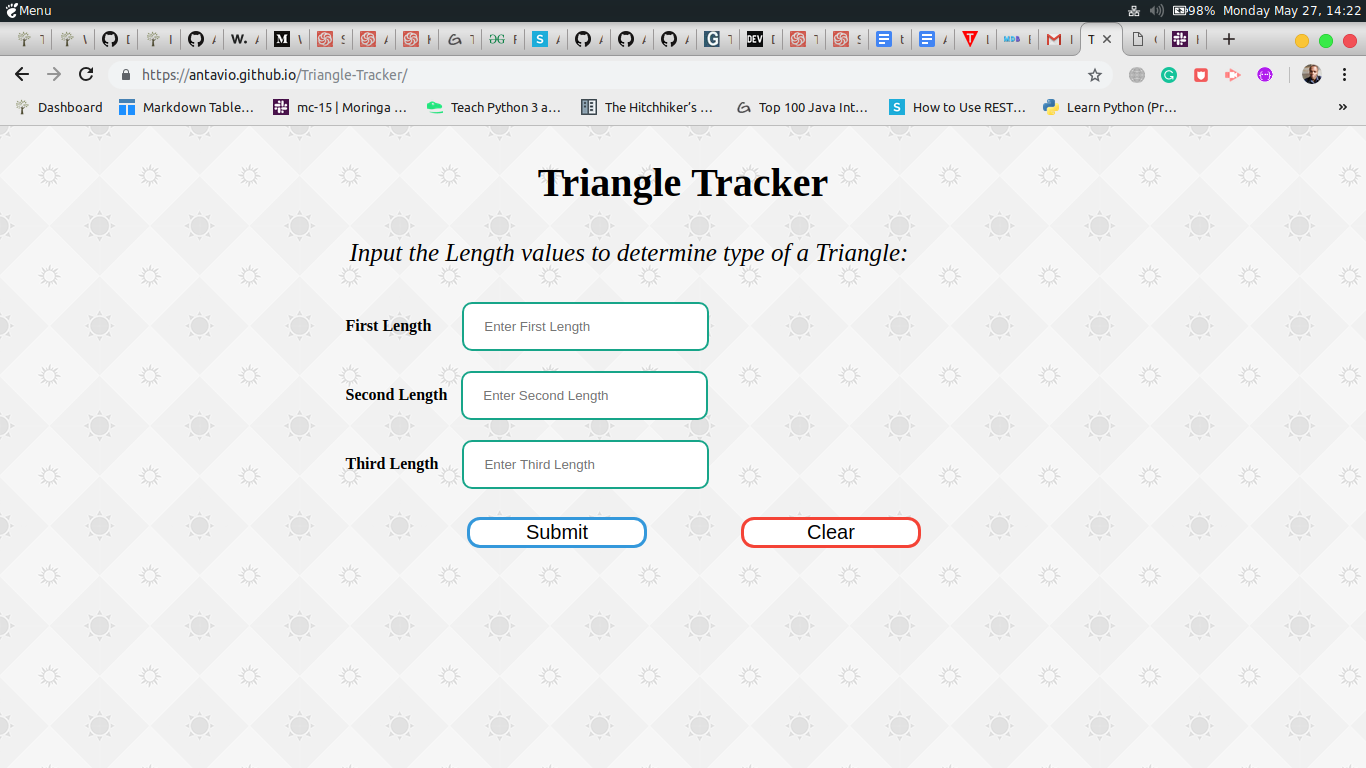 Menu 98% Monday May 27, 14:22
T W D I A W. A M W S A H T GG F S A A A A G T DEV D T S t A T L MDB E M I T C H
https://antavio.github.io/Triangle-Tracker/
Dashboard Markdown Table... mc-15 | Moringa ... Teach Python 3 a... The Hitchhiker's ... Top 100 Java Int... S How to Use REST... Learn Python (Pr... »
Triangle Tracker
Input the Length values to determine type of a Triangle:
First Length Enter First Length
Second Length Enter Second Length
Third Length Enter Third Length
Submit Clear